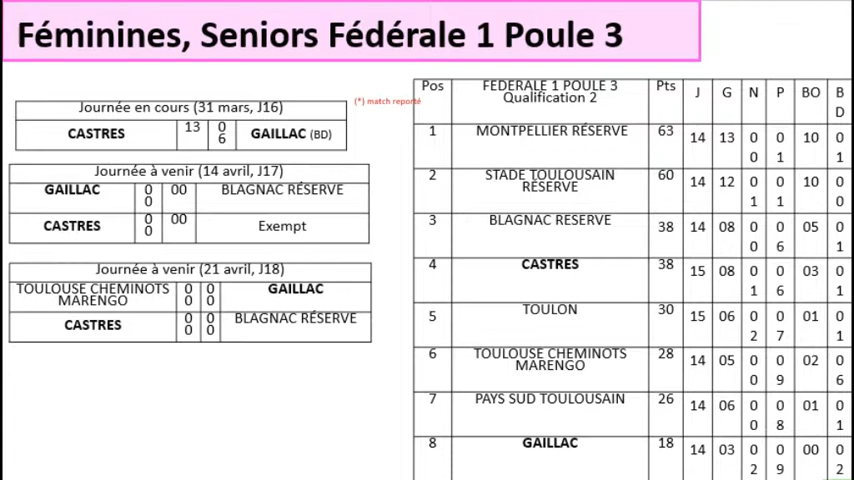 Féminines, Seniors Fédérale 1 Poule 3
(*) match reporté
Journée en cours (31 mars, J16)
CASTRES 13 06 GAILLAC (BD)
Journée à venir (14 avril, J17)
GAILLAC 00 00 BLAGNAC RÉSERVE
CASTRES 00 00 Exempt
Journée à venir (21 avril, J18)
TOULOUSE CHEMINOTS MARENGO 00 00 GAILLAC
CASTRES 00 00 BLAGNAC RÉSERVE
Pos FEDERALE 1 POULE 3 Qualification 2 Pts J G N P BO BD
1 MONTPELLIER RÉSERVE 63 14 13 00 01 10 01
2 STADE TOULOUSAIN RÉSERVE 60 14 12 01 01 10 00
3 BLAGNAC RESERVE 38 14 08 00 06 05 01
4 CASTRES 38 15 08 01 06 03 01
5 TOULON 30 15 06 02 07 01 01
6 TOULOUSE CHEMINOTS MARENGO 28 14 05 00 09 02 06
7 PAYS SUD TOULOUSAIN 26 14 06 00 08 01 01
8 GAILLAC 18 14 03 02 09 00 02